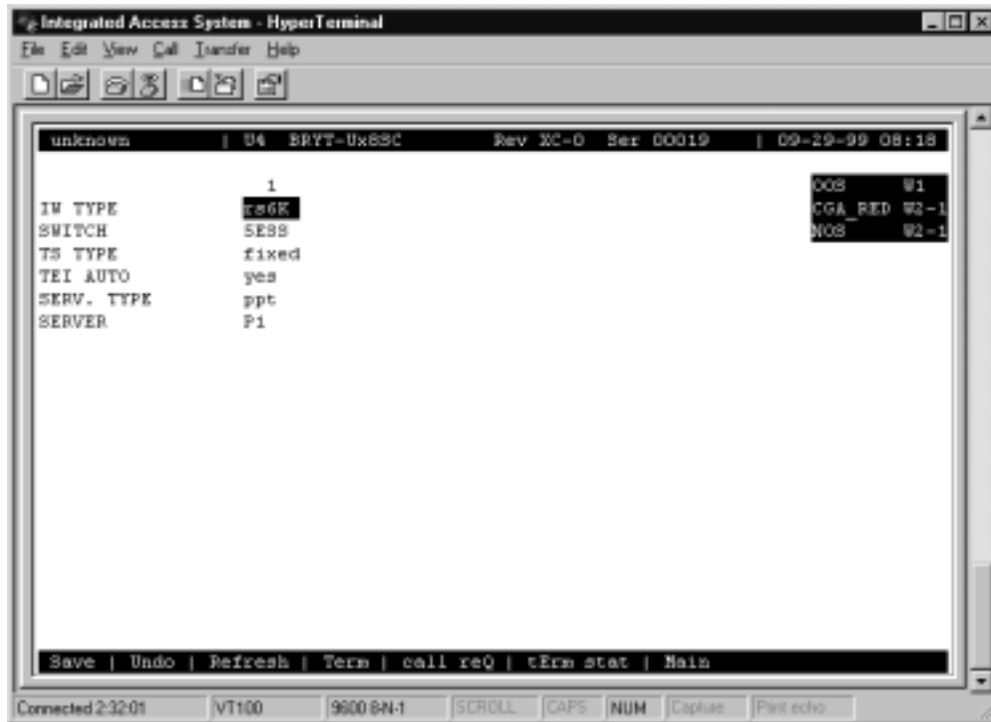 Integrated Access System - HyperTerminal
File Edit View Call Transfer Help
unknown | U4 BRYT-Ux8SC Rev XC-0 Ser 00019 | 09-29-99 08:18
1 OOS W1
IW TYPE rs6K CGA_RED W2-1
SWITCH 5ESS NOS W2-1
TS TYPE fixed
TEI AUTO yes
SERV. TYPE ppt
SERVER P1
Save | Undo | Refresh | Term | call reQ | tErm stat | Main
Connected 2:32:01 VT100 9600 8-N-1 SCROLL CAPS NUM Capture Print echo